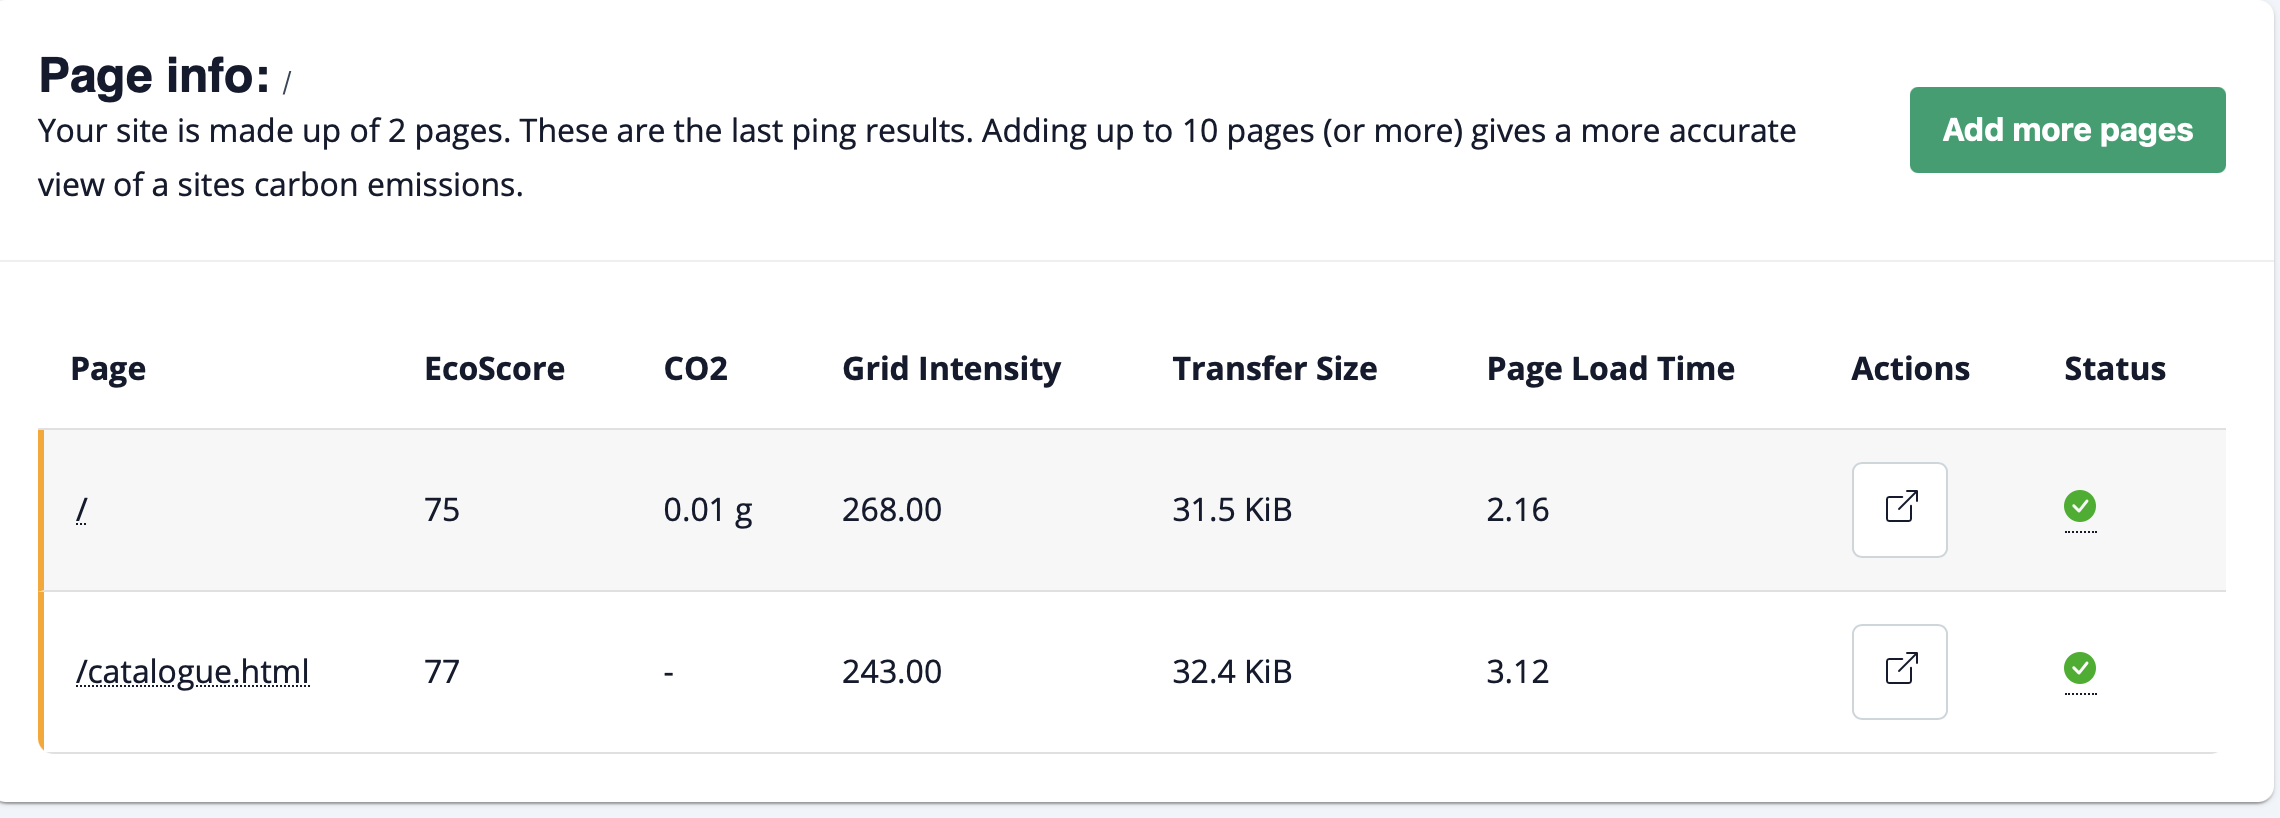 Page info: /
Your site is made up of 2 pages. These are the last ping results. Adding up to 10 pages (or more) gives a more accurate
view of a sites carbon emissions.
Add more pages
Page EcoScore CO2 Grid Intensity Transfer Size Page Load Time Actions Status
/ 75 0.01 g 268.00 31.5 KiB 2.16
/catalogue.html 77 - 243.00 32.4 KiB 3.12